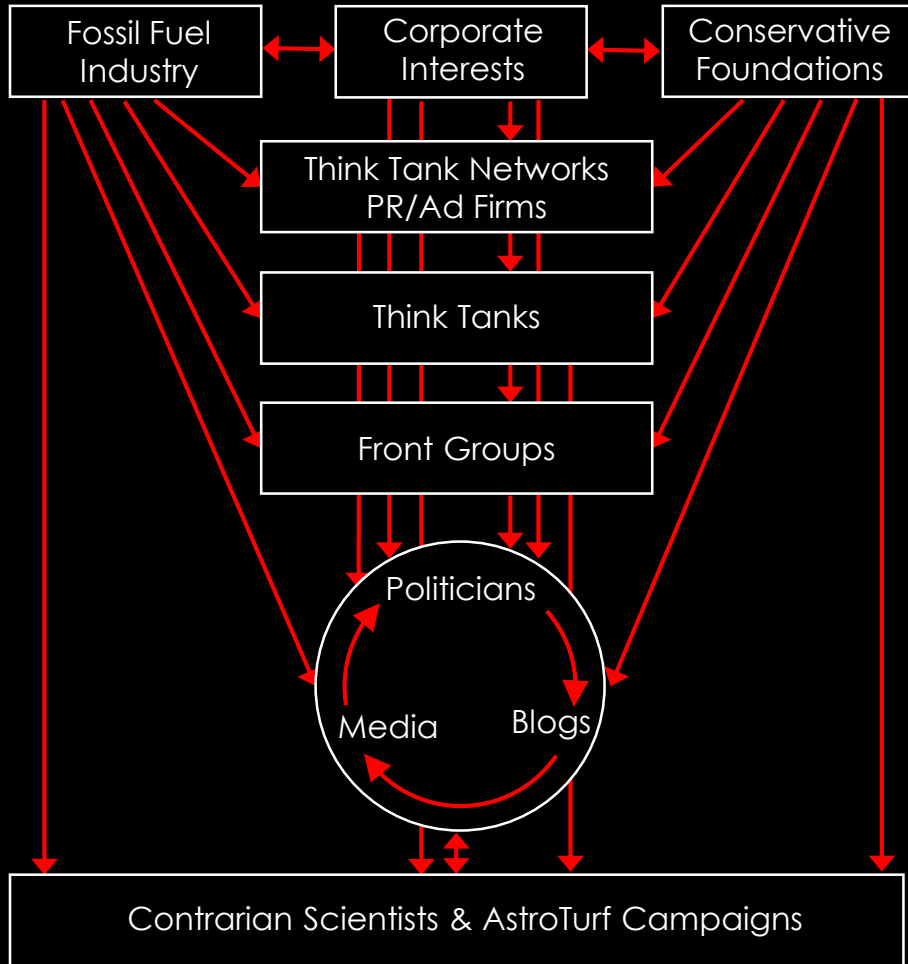 Fossil Fuel
Industry
Corporate
Interests
Conservative
Foundations
Think Tank Networks
PR/Ad Firms
Think Tanks
Front Groups
Politicians
Media
Blogs
Contrarian Scientists & AstroTurf Campaigns